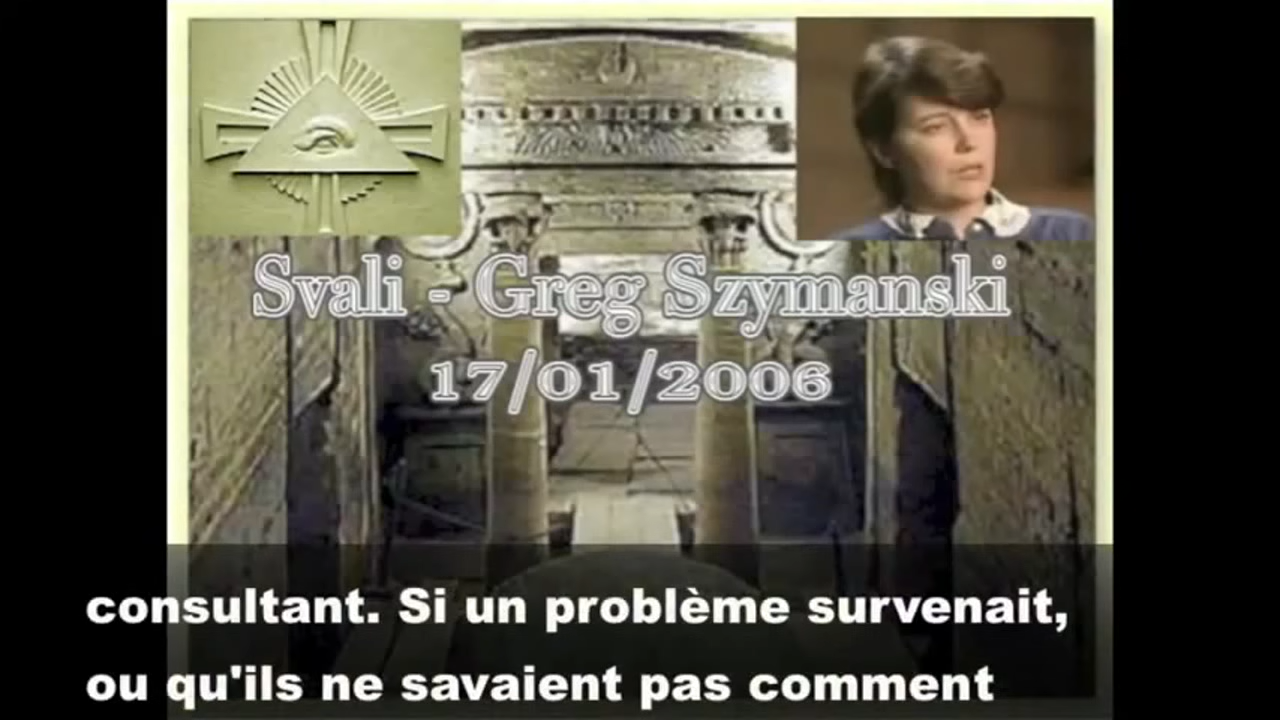 Svali - Greg Szymanski
17/01/2006
consultant. Si un problème survenait,
ou qu'ils ne savaient pas comment